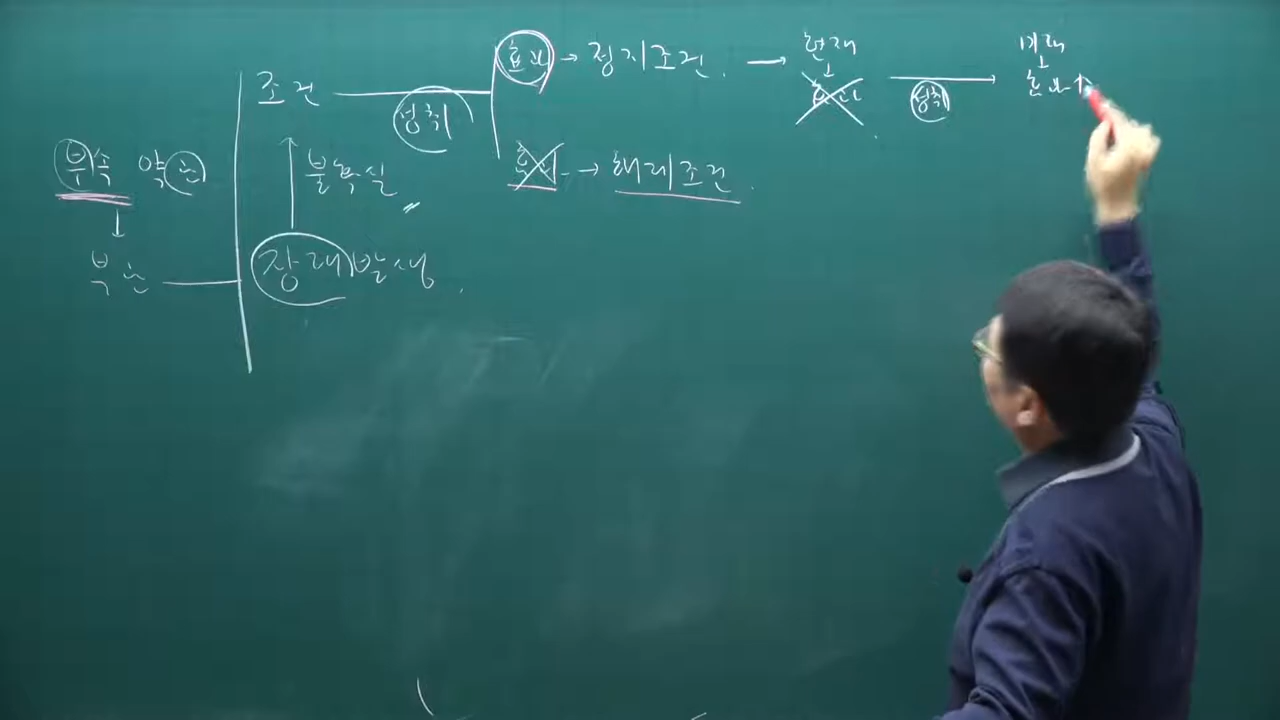 부속 약관
↓
부관
조건
성취
불확실
장래 발생.
효과 → 정지조건. →
효과 → 해제조건.
현재
↓
효과
성취
미래
↓
효과↑